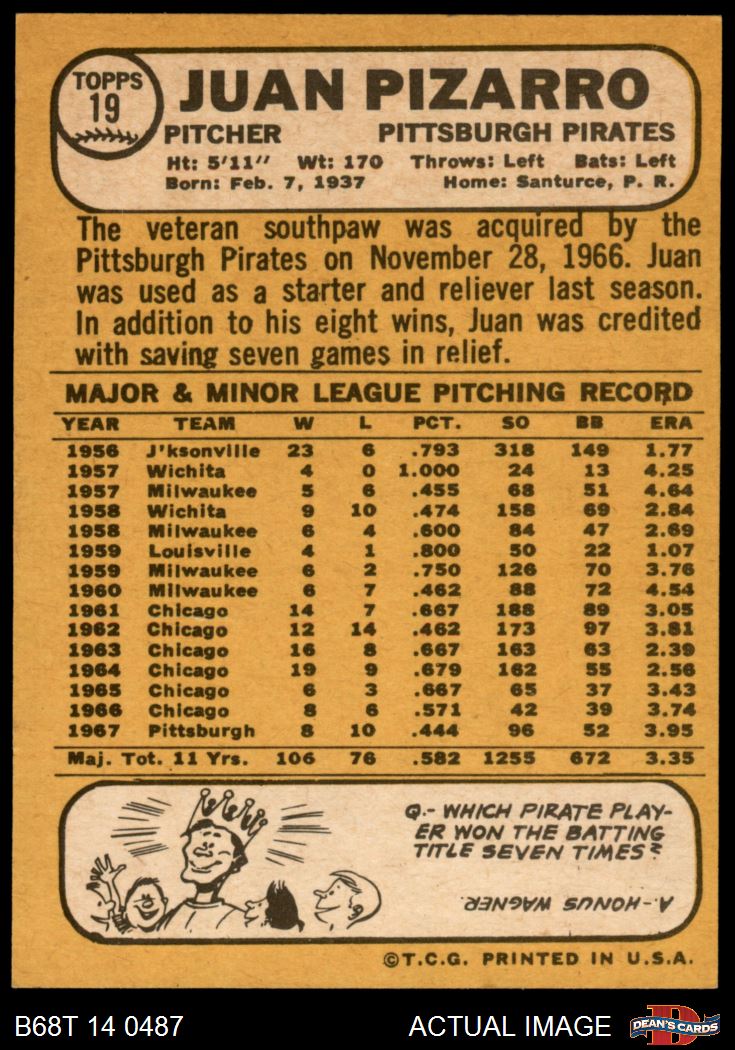 TOPPS
19
JUAN PIZARRO
PITCHER PITTSBURGH PIRATES
Ht: 5'11" Wt: 170 Throws: Left Bats: Left
Born: Feb. 7, 1937 Home: Santurce, P. R.
The veteran southpaw was acquired by the
Pittsburgh Pirates on November 28, 1966. Juan
was used as a starter and reliever last season.
In addition to his eight wins, Juan was credited
with saving seven games in relief.
MAJOR & MINOR LEAGUE PITCHING RECORD
YEAR TEAM W L PCT. SO BB ERA
1956 J'ksonville 23 6 .793 318 149 1.77
1957 Wichita 4 0 1.000 24 13 4.25
1957 Milwaukee 5 6 .455 68 51 4.64
1958 Wichita 9 10 .474 158 69 2.84
1958 Milwaukee 6 4 .600 84 47 2.69
1959 Louisville 4 1 .800 50 22 1.07
1959 Milwaukee 6 2 .750 126 70 3.76
1960 Milwaukee 6 7 .462 88 72 4.54
1961 Chicago 14 7 .667 188 89 3.05
1962 Chicago 12 14 .462 173 97 3.81
1963 Chicago 16 8 .667 163 63 2.39
1964 Chicago 19 9 .679 162 55 2.56
1965 Chicago 6 3 .667 65 37 3.43
1966 Chicago 8 6 .571 42 39 3.74
1967 Pittsburgh 8 10 .444 96 52 3.95
Maj. Tot. 11 Yrs. 106 76 .582 1255 672 3.35
Q.- WHICH PIRATE PLAY-
ER WON THE BATTING
TITLE SEVEN TIMES?
A.-HONUS WAGNER.
©T.C.G. PRINTED IN U.S.A.
B68T 14 0487 ACTUAL IMAGE
D
DEAN'S CARDS